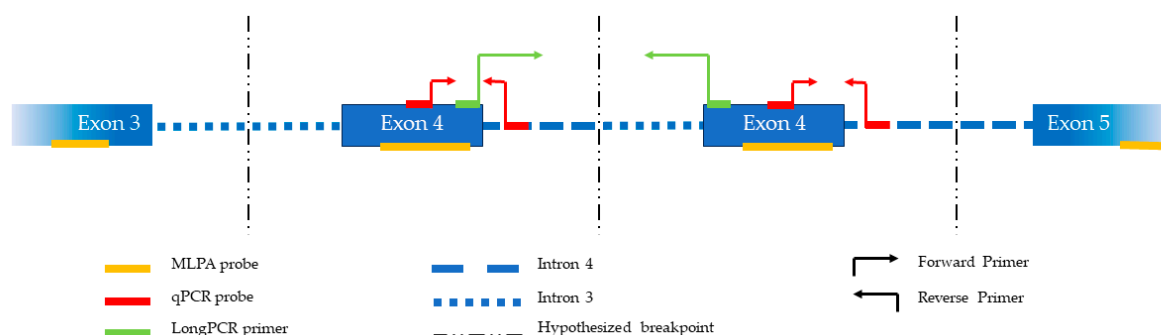 Exon 3
Exon 4
Exon 4
Exon 5
MLPA probe
Intron 4
Forward Primer
qPCR probe
Intron 3
Reverse Primer
LongPCR primer
Hypothesized breakpoint